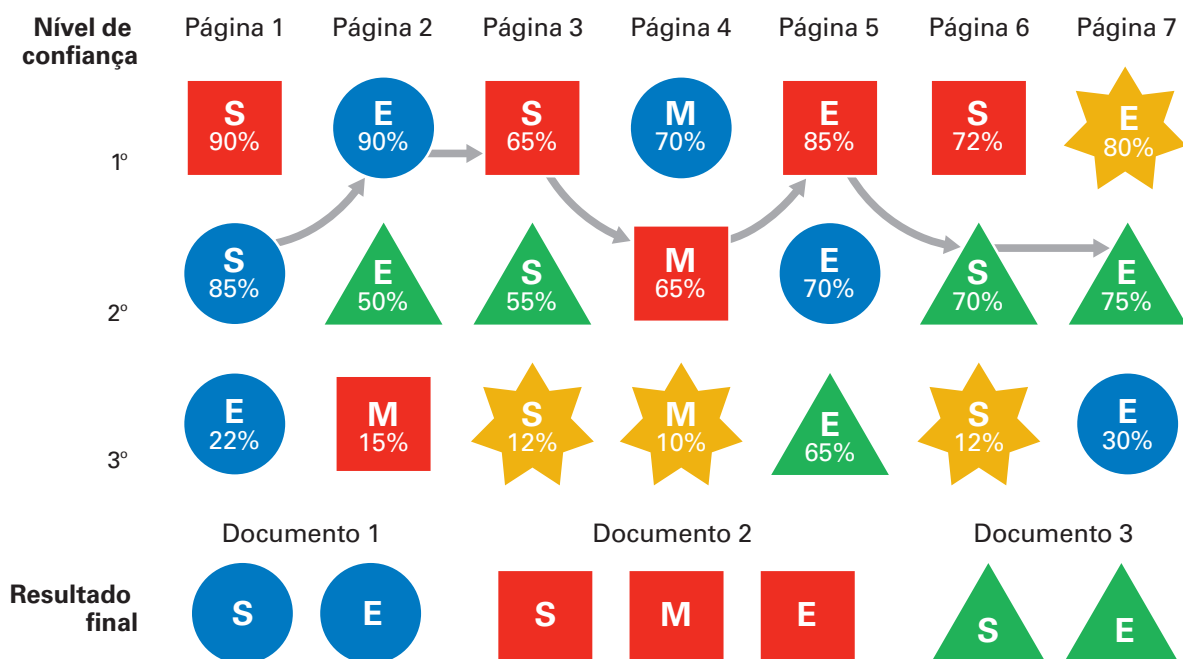 Nível de confiança
Página 1 Página 2 Página 3 Página 4 Página 5 Página 6 Página 7
1º
S S
90%
E
90%
S
65%
M
70%
E
85%
S
72%
E
80%
2º
S
85%
E
50%
S
55%
M
65%
E
70%
S
70%
E
75%
3º
E
22%
M
15%
S
12%
M
10%
E
65%
S
12%
E
30%
Documento 1 Documento 2 Documento 3
Resultado final
S E S M E S E